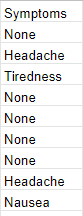 Symptoms
None
Headache
Tiredness
None
None
None
None
Headache
Nausea